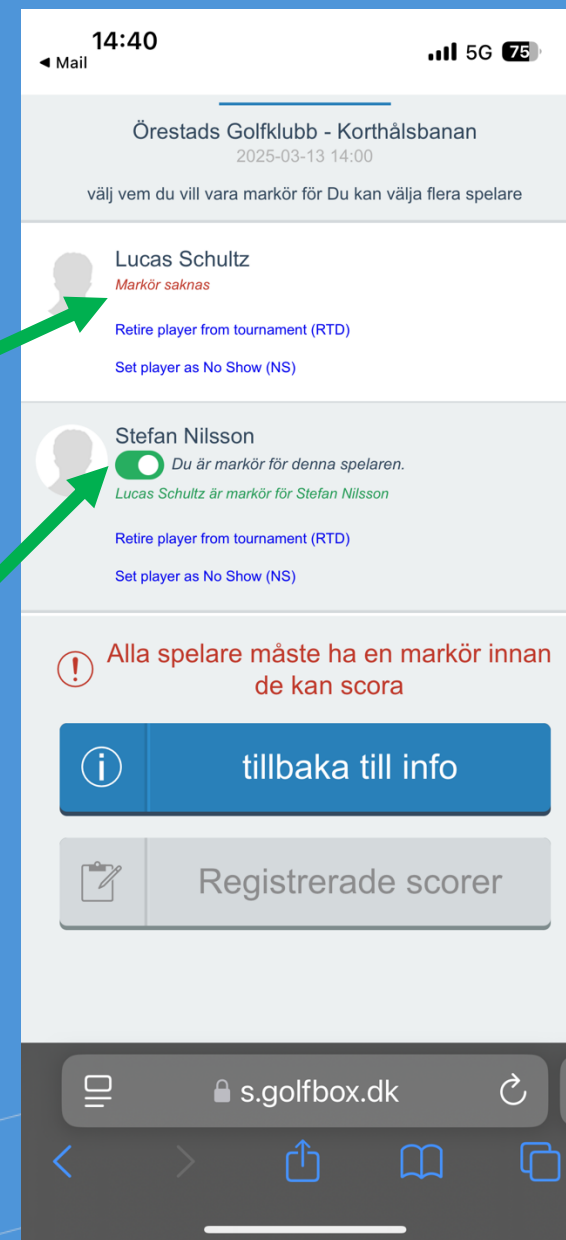 14:40
◀ Mail
5G 75
Örestads Golfklubb - Korthålsbanan
2025-03-13 14:00
välj vem du vill vara markör för Du kan välja flera spelare
Lucas Schultz
Markör saknas
Retire player from tournament (RTD)
Set player as No Show (NS)
Stefan Nilsson
Du är markör för denna spelaren.
Lucas Schultz är markör för Stefan Nilsson
Retire player from tournament (RTD)
Set player as No Show (NS)
Alla spelare måste ha en markör innan
de kan scora
tillbaka till info
Registrerade scorer
s.golfbox.dk